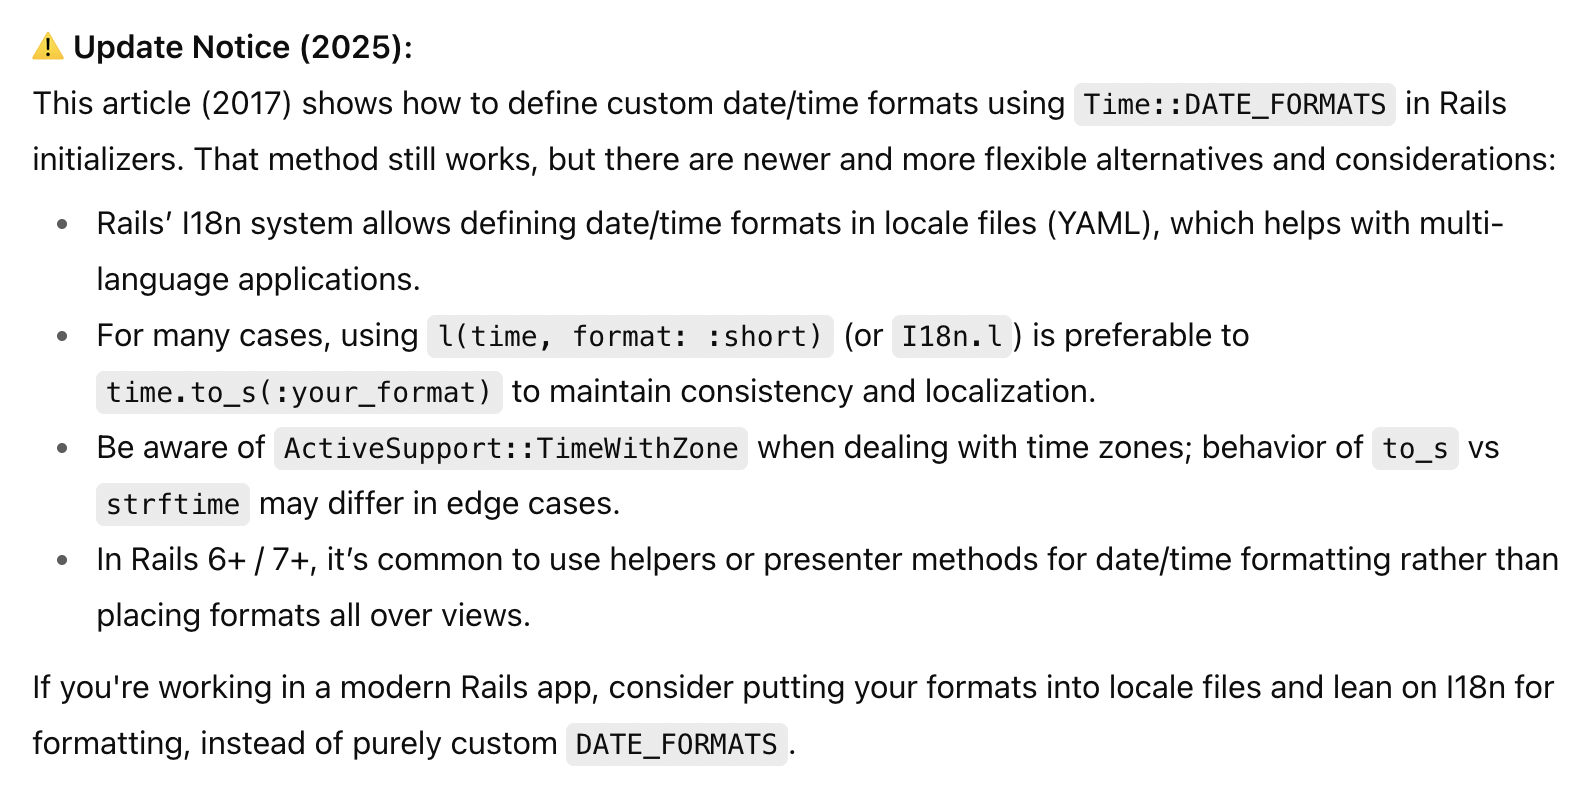 ⚠️ Update Notice (2025):
This article (2017) shows how to define custom date/time formats using Time::DATE_FORMATS in Rails
initializers. That method still works, but there are newer and more flexible alternatives and considerations:
• Rails’ I18n system allows defining date/time formats in locale files (YAML), which helps with multi-
language applications.
• For many cases, using l(time, format: :short) (or I18n.l) is preferable to
time.to_s(:your_format) to maintain consistency and localization.
• Be aware of ActiveSupport::TimeWithZone when dealing with time zones; behavior of to_s vs
strftime may differ in edge cases.
• In Rails 6+ / 7+, it’s common to use helpers or presenter methods for date/time formatting rather than
placing formats all over views.
If you're working in a modern Rails app, consider putting your formats into locale files and lean on I18n for
formatting, instead of purely custom DATE_FORMATS.